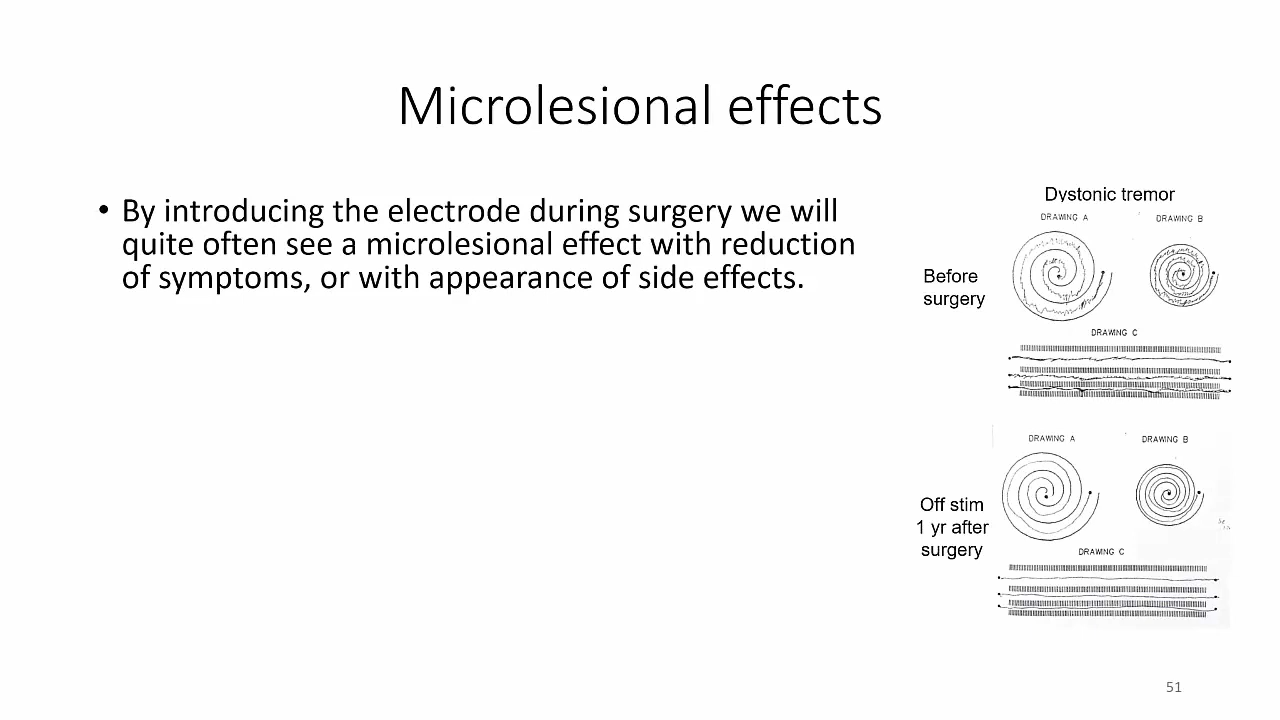 Microlesional effects
• By introducing the electrode during surgery we will
quite often see a microlesional effect with reduction
of symptoms, or with appearance of side effects.
Dystonic tremor
DRAWING A
DRAWING B
Before
surgery
DRAWING C
DRAWING A
DRAWING B
Off stim
1 yr after
surgery
DRAWING C
51